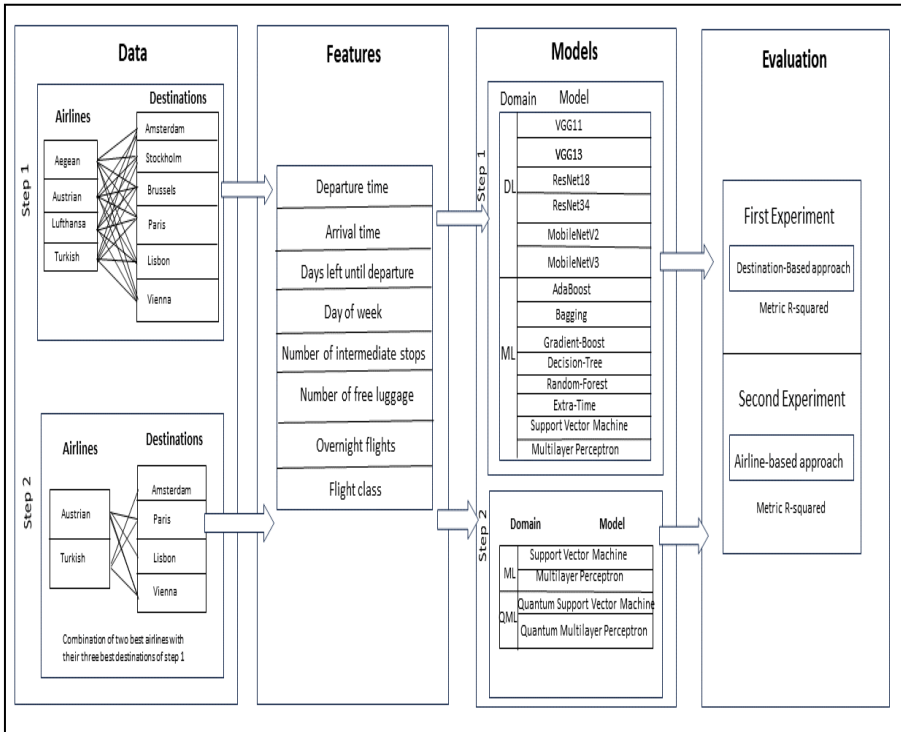 Data
Step 1
Airlines
Aegean
Austrian
Lufthansa
Turkish
Destinations
Amsterdam
Stockholm
Brussels
Paris
Lisbon
Vienna
Step 2
Airlines
Austrian
Turkish
Destinations
Amsterdam
Paris
Lisbon
Vienna
Combination of two best airlines with
their three best destinations of step 1
Features
Departure time
Arrival time
Days left until departure
Day of week
Number of intermediate stops
Number of free luggage
Overnight flights
Flight class
Models
Step 1
Domain Model
DL
VGG11
VGG13
ResNet18
ResNet34
MobileNetV2
MobileNetV3
ML
AdaBoost
Bagging
Gradient-Boost
Decision-Tree
Random-Forest
Extra-Time
Support Vector Machine
Multilayer Perceptron
Step 2
Domain Model
ML
Support Vector Machine
Multilayer Perceptron
QML
Quantum Support Vector Machine
Quantum Multilayer Perceptron
Evaluation
First Experiment
Destination-Based approach
Metric R-squared
Second Experiment
Airline-based approach
Metric R-squared